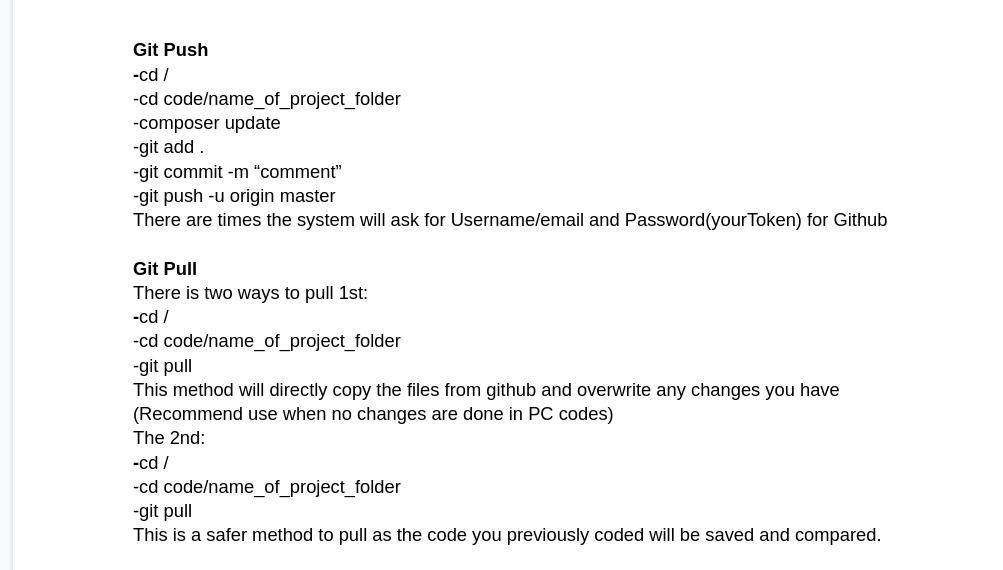 Git Push
-cd /
-cd code/name_of_project_folder
-composer update
-git add .
-git commit -m “comment”
-git push -u origin master
There are times the system will ask for Username/email and Password(yourToken) for Github
Git Pull
There is two ways to pull 1st:
-cd /
-cd code/name_of_project_folder
-git pull
This method will directly copy the files from github and overwrite any changes you have
(Recommend use when no changes are done in PC codes)
The 2nd:
-cd /
-cd code/name_of_project_folder
-git pull
This is a safer method to pull as the code you previously coded will be saved and compared.